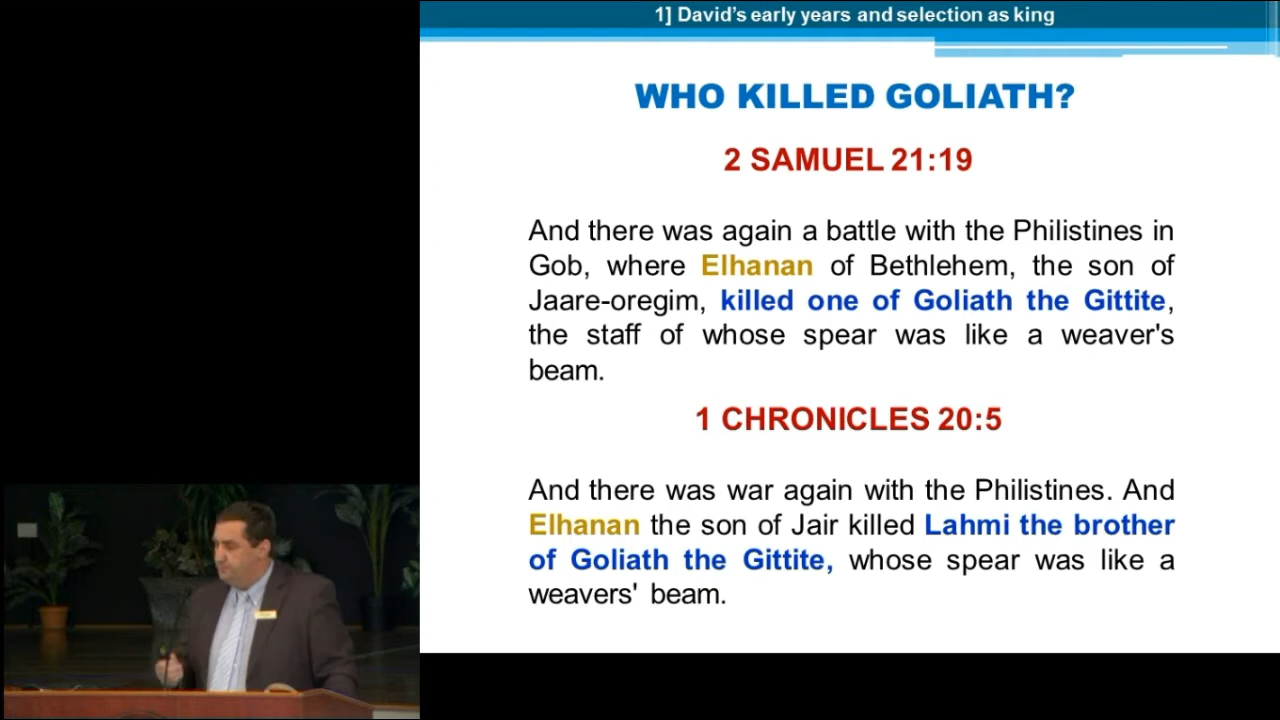 1] David's early years and selection as king
WHO KILLED GOLIATH?
2 SAMUEL 21:19
And there was again a battle with the Philistines in
Gob, where Elhanan of Bethlehem, the son of
Jaare-oregim, killed one of Goliath the Gittite,
the staff of whose spear was like a weaver's
beam.
1 CHRONICLES 20:5
And there was war again with the Philistines. And
Elhanan the son of Jair killed Lahmi the brother
of Goliath the Gittite, whose spear was like a
weavers' beam.